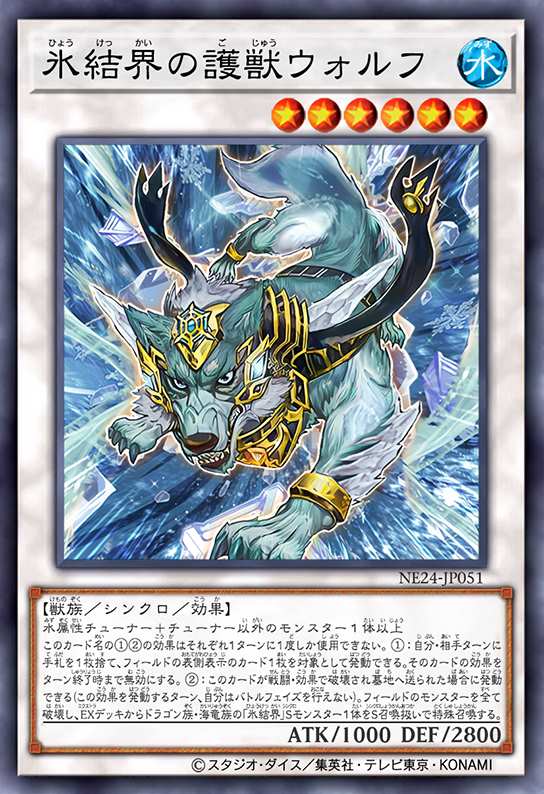 氷結界の護獣ウォルフ
水
NE24-JP051
【獣族/シンクロ/効果】
水属性チューナー+チューナー以外のモンスター1体以上
このカード名の①②の効果はそれぞれ1ターンに1度しか使用できない。①:自分・相手ターンに
手札を1枚捨て、フィールドの表側表示のカード1枚を対象として発動できる。そのカードの効果を
ターン終了時まで無効にする。②:このカードが戦闘・効果で破壊され墓地へ送られた場合に発動
できる(この効果を発動するターン、自分はバトルフェイズを行えない)。フィールドのモンスターを全て
破壊し、EXデッキからドラゴン族・海竜族の「氷結界」Sモンスター1体をS召喚扱いで特殊召喚する。
ATK/1000 DEF/2800
©スタジオ・ダイス/集英社・テレビ東京・KONAMI